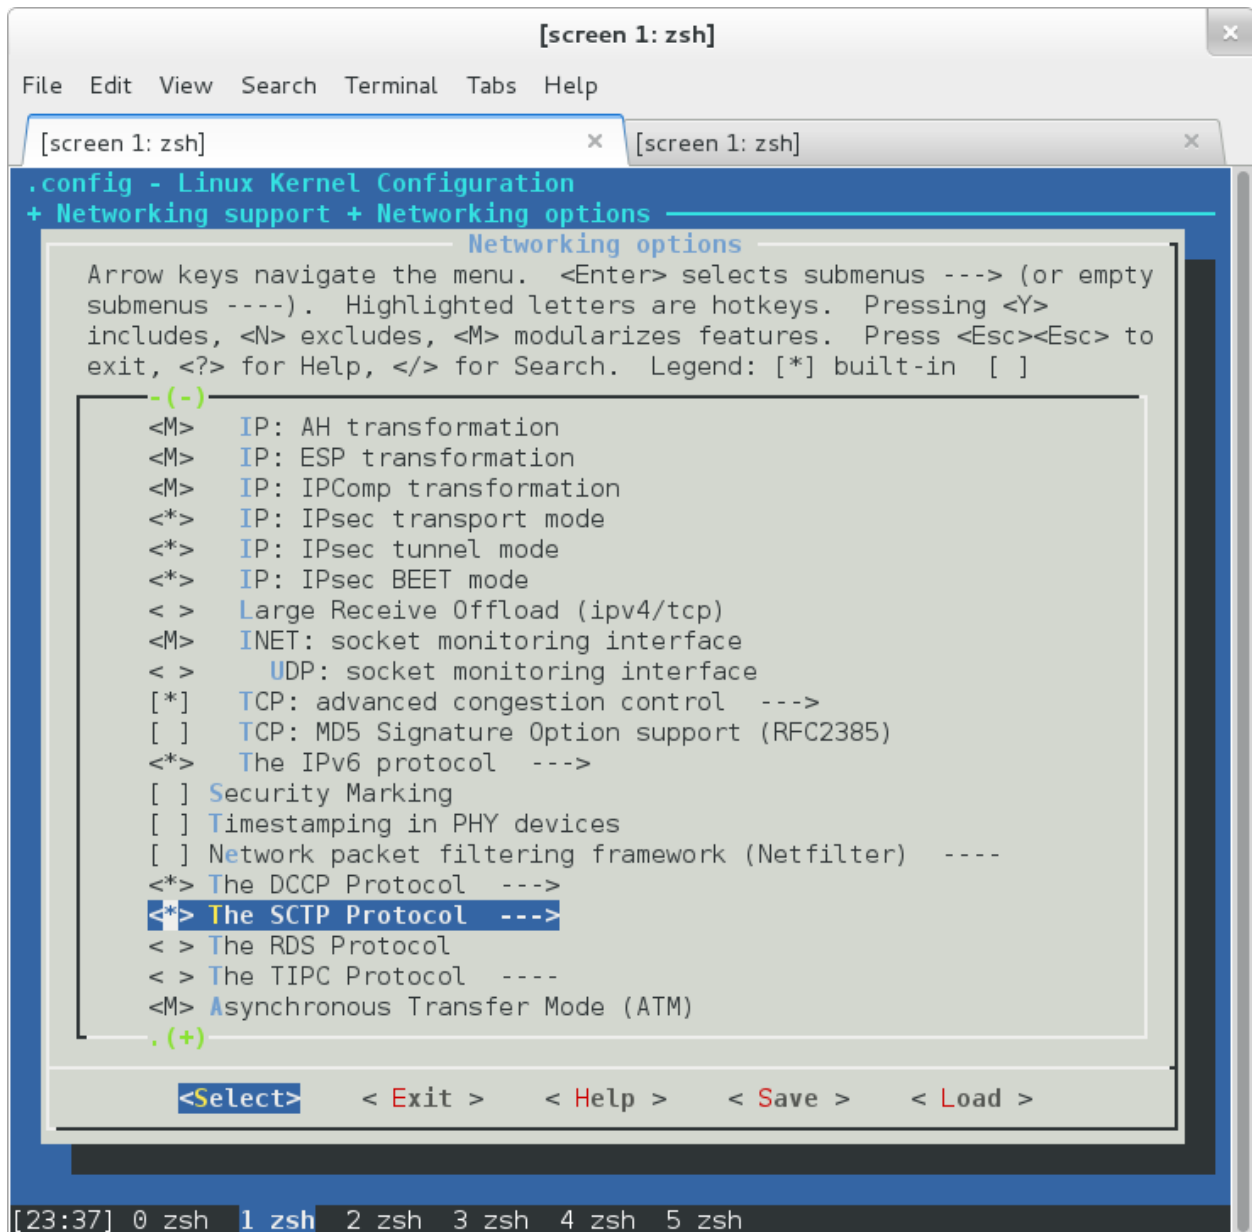 [screen 1: zsh]
File Edit View Search Terminal Tabs Help
[screen 1: zsh] × [screen 1: zsh] ×
.config - Linux Kernel Configuration
+ Networking support + Networking options
Networking options
Arrow keys navigate the menu.  <Enter> selects submenus ---> (or empty
submenus ----).  Highlighted letters are hotkeys.  Pressing <Y>
includes, <N> excludes, <M> modularizes features.  Press <Esc><Esc> to
exit, <?> for Help, </> for Search.  Legend: [*] built-in  [ ]
-(-)
<M>   IP: AH transformation
<M>   IP: ESP transformation
<M>   IP: IPComp transformation
<*>   IP: IPsec transport mode
<*>   IP: IPsec tunnel mode
<*>   IP: IPsec BEET mode
< >   Large Receive Offload (ipv4/tcp)
<M>   INET: socket monitoring interface
< >     UDP: socket monitoring interface
[*]   TCP: advanced congestion control  --->
[ ]   TCP: MD5 Signature Option support (RFC2385)
<*>   The IPv6 protocol  --->
[ ] Security Marking
[ ] Timestamping in PHY devices
[ ] Network packet filtering framework (Netfilter)  ----
<*> The DCCP Protocol  --->
<*> The SCTP Protocol  --->
< > The RDS Protocol
< > The TIPC Protocol  ----
<M> Asynchronous Transfer Mode (ATM)
.(+)
<Select>    < Exit >    < Help >    < Save >    < Load >
[23:37] 0 zsh  1 zsh  2 zsh  3 zsh  4 zsh  5 zsh